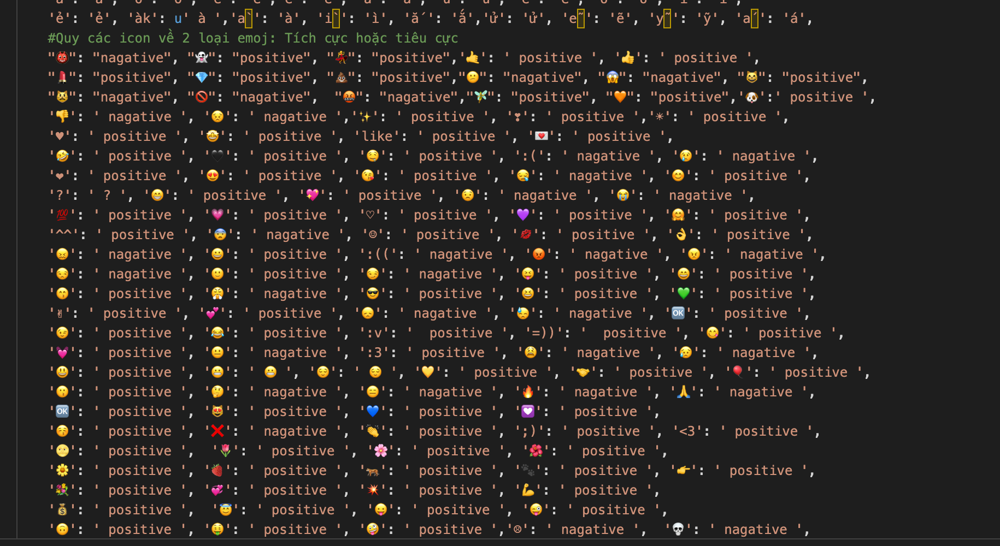 'ẻ': 'ẻ', 'àk': u' à ','aˋ': 'à', 'iˋ': 'ì', 'ă´': 'ắ','ử': 'ử', 'e˜': 'ẽ', 'y˜': 'ỹ', 'a´': 'á',
#Quy các icon về 2 loại emoj: Tích cực hoặc tiêu cực
"👹": "nagative", "👻": "positive", "💃": "positive",'🤙': ' positive ', '👍': ' positive ',
"💄": "positive", "💎": "positive", "💩": "positive","😕": "nagative", "😱": "nagative", "😸": "positive",
"😾": "nagative", "🚫": "nagative",  "🤬": "nagative","🧚": "positive", "🧡": "positive",'🐶':' positive ',
'👎': ' nagative ', '😣': ' nagative ','✨': ' positive ', '❣': ' positive ','☀': ' positive ',
'♥': ' positive ', '🤩': ' positive ', 'like': ' positive ', '💌': ' positive ',
'🤣': ' positive ', '🖤': ' positive ', '🤤': ' positive ', ':(': ' nagative ', '😢': ' nagative ',
'❤': ' positive ', '😍': ' positive ', '😘': ' positive ', '😪': ' nagative ', '😊': ' positive ',
'?': ' ? ', '😁': ' positive ', '💖': ' positive ', '😟': ' nagative ', '😭': ' nagative ',
'💯': ' positive ', '💗': ' positive ', '♡': ' positive ', '💜': ' positive ', '🤗': ' positive ',
'^^': ' positive ', '😨': ' nagative ', '☺': ' positive ', '💋': ' positive ', '👌': ' positive ',
'😖': ' nagative ', '😀': ' positive ', ':((': ' nagative ', '😡': ' nagative ', '😠': ' nagative ',
'😒': ' nagative ', '🙂': ' positive ', '😏': ' nagative ', '😝': ' positive ', '😄': ' positive ',
'😙': ' positive ', '😤': ' nagative ', '😎': ' positive ', '😆': ' positive ', '💚': ' positive ',
'✌': ' positive ', '💕': ' positive ', '😞': ' nagative ', '😓': ' nagative ', '🆗': ' positive ',
'😉': ' positive ', '😂': ' positive ', ':v': '  positive ', '=))': '  positive ', '😋': ' positive ',
'💓': ' positive ', '😐': ' nagative ', ':3': ' positive ', '😫': ' nagative ', '😥': ' nagative ',
'😃': ' positive ', '😬': ' 😬 ', '😌': ' 😌 ', '💛': ' positive ', '🤝': ' positive ', '🎈': ' positive ',
'😗': ' positive ', '🤔': ' nagative ', '😑': ' nagative ', '🔥': ' nagative ', '🙏': ' nagative ',
'🆗': ' positive ', '😻': ' positive ', '💙': ' positive ', '💟': ' positive ',
'😚': ' positive ', '❌': ' nagative ', '👏': ' positive ', ';)': ' positive ', '<3': ' positive ',
'🌝': ' positive ',  '🌷': ' positive ', '🌸': ' positive ', '🌺': ' positive ',
'🌼': ' positive ', '🍓': ' positive ', '🐅': ' positive ', '🐾': ' positive ', '👉': ' positive ',
'💐': ' positive ', '💞': ' positive ', '💥': ' positive ', '💪': ' positive ',
'💰': ' positive ',  '😇': ' positive ', '😛': ' positive ', '😜': ' positive ',
'🙃': ' positive ', '🤑': ' positive ', '🤪': ' positive ','☹': ' nagative ',  '💀': ' nagative ',